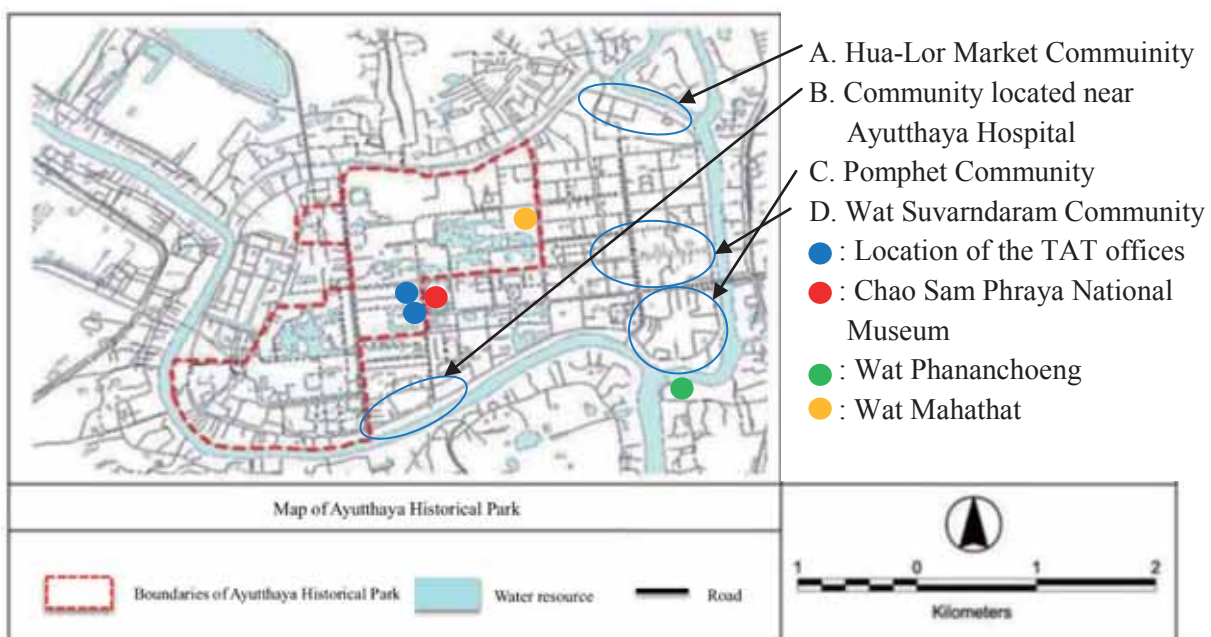 A. Hua-Lor Market Commuinity
B. Community located near
Ayutthaya Hospital
C. Pomphet Community
D. Wat Suvarndaram Community
: Location of the TAT offices
: Chao Sam Phraya National
Museum
: Wat Phananchoeng
: Wat Mahathat
Map of Ayutthaya Historical Park
Boundaries of Ayutthaya Historical Park
Water resource
Road
1 0 1 2
Kilometers